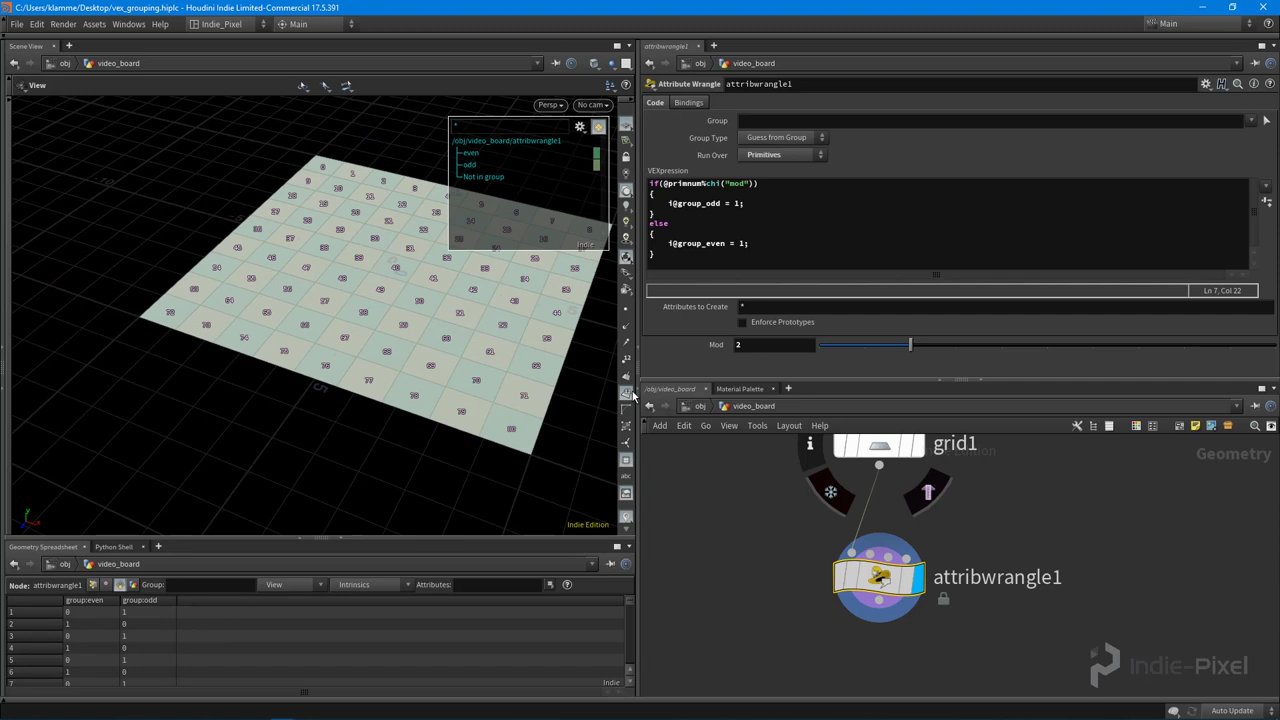 C:/Users/klamme/Desktop/vex_grouping.hiplc - Houdini Indie Limited-Commercial 17.5.391
File Edit Render Assets Windows Help Indie_Pixel Main Main
Scene View
obj video_board
View
Persp No cam
*
/obj/video_board/attribwrangle1
even
odd
Not in group
Indie
Indie Edition
Geometry Spreadsheet Python Shell
obj video_board
Node: attribwrangle1 Group: View Intrinsics Attributes:
group:even group:odd
1 0 1
2 1 0
3 0 1
4 1 0
5 0 1
6 1 0
7 0 1
Indie
attribwrangle1
obj video_board
Attribute Wrangle attribwrangle1
Code Bindings
Group
Group Type Guess from Group
Run Over Primitives
VEXpression
if(@primnum%chi("mod"))
{
i@group_odd = 1;
}
else
{
i@group_even = 1;
}
Ln 7, Col 22
Attributes to Create *
Enforce Prototypes
Mod 2
/obj/video_board Material Palette
obj video_board
Add Edit Go View Tools Layout Help
grid1
Geometry
attribwrangle1
Indie-Pixel
Auto Update